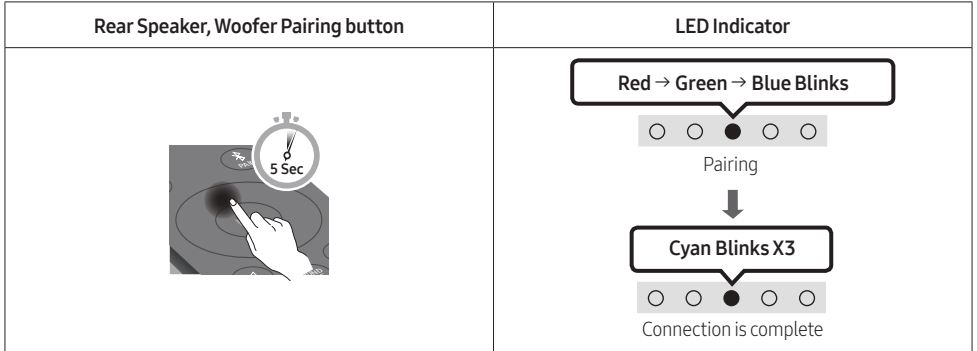 Rear Speaker, Woofer Pairing button
LED Indicator
PAI
5 Sec
Red → Green → Blue Blinks
Pairing
Cyan Blinks X3
Connection is complete